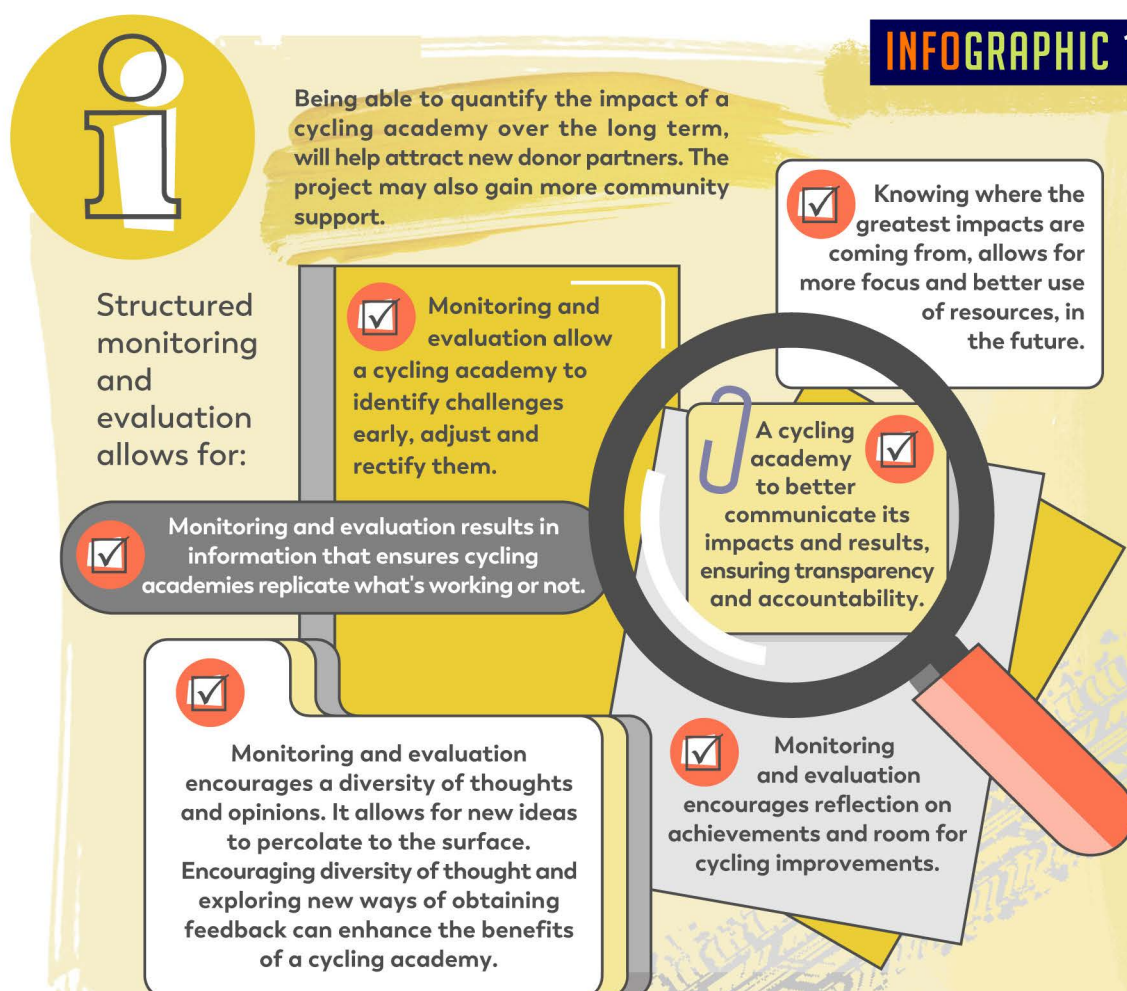 INFOGRAPHIC
Being able to quantify the impact of a
cycling academy over the long term,
will help attract new donor partners. The
project may also gain more community
support.
Knowing where the
greatest impacts are
coming from, allows for
more focus and better use
of resources, in
the future.
Structured
monitoring
and
evaluation
allows for:
Monitoring and
evaluation allow
a cycling academy to
identify challenges
early, adjust and
rectify them.
A cycling
academy
to better
communicate its
impacts and results,
ensuring transparency
and accountability.
Monitoring and evaluation results in
information that ensures cycling
academies replicate what's working or not.
Monitoring and evaluation
encourages a diversity of thoughts
and opinions. It allows for new ideas
to percolate to the surface.
Encouraging diversity of thought and
exploring new ways of obtaining
feedback can enhance the benefits
of a cycling academy.
Monitoring
and evaluation
encourages reflection on
achievements and room for
cycling improvements.